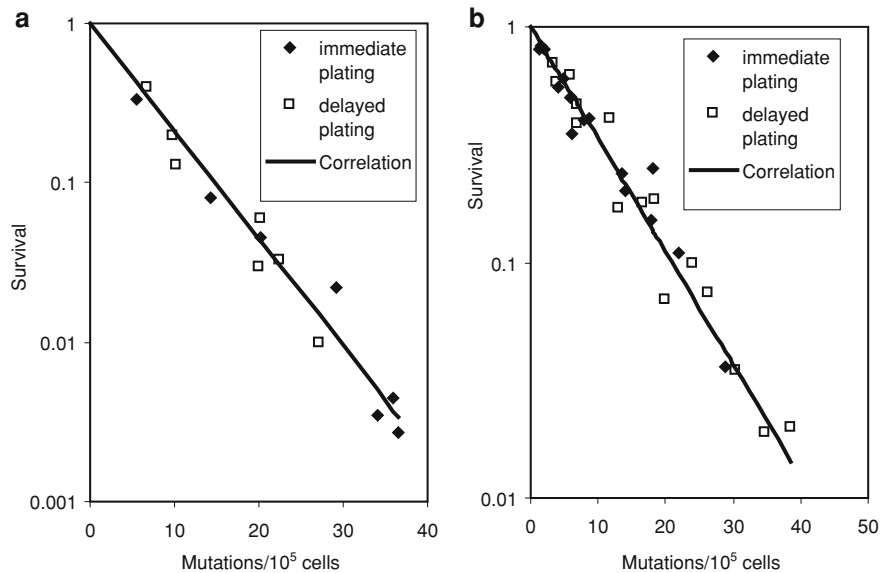 a
1
0.1
0.01
0.001
Survival
0
10
20
30
40
Mutations/10⁵ cells
immediate
plating
delayed
plating
Correlation
b
1
0.1
0.01
Survival
0
10
20
30
40
50
Mutations/10⁵ cells
immediate
plating
delayed
plating
Correlation